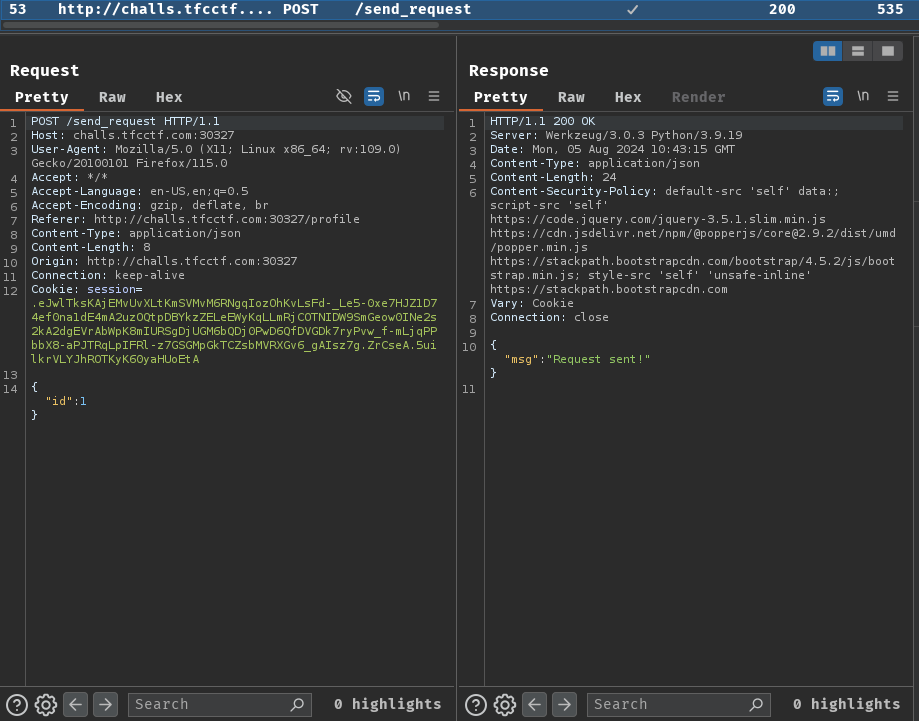 53 http://challs.tfcctf.... POST /send_request ✓ 200 535
Request
Pretty Raw Hex \n
1 POST /send_request HTTP/1.1
2 Host: challs.tfcctf.com:30327
3 User-Agent: Mozilla/5.0 (X11; Linux x86_64; rv:109.0)
Gecko/20100101 Firefox/115.0
4 Accept: */*
5 Accept-Language: en-US,en;q=0.5
6 Accept-Encoding: gzip, deflate, br
7 Referer: http://challs.tfcctf.com:30327/profile
8 Content-Type: application/json
9 Content-Length: 8
10 Origin: http://challs.tfcctf.com:30327
11 Connection: keep-alive
12 Cookie: session=
.eJwlTksKAjEMvUvXLtKmSVMvM6RNgqIozOhKvLsFd-_Le5-0xe7HJZ1D7
4ef0na1dE4mA2uzOQtpDBYkzZELeEWyKqLLmRjCOTNIDW9SmGeow0INe2s
2kA2dgEVrAbWpK8mIURSgDjUGM6bQDjOPwD6QfDVGDk7ryPvw_f-mLjqPP
bbX8-aPJTRqLpIFRl-z7GSGMpGkTCZsbMVRXGv6_gAIsz7g.ZrCseA.5ui
lkrVLYJhROTKyK6OyaHUoEtA
13
14 {
"id":1
}
0 highlights
Search
Response
Pretty Raw Hex Render \n
1 HTTP/1.1 200 OK
2 Server: Werkzeug/3.0.3 Python/3.9.19
3 Date: Mon, 05 Aug 2024 10:43:15 GMT
4 Content-Type: application/json
5 Content-Length: 24
6 Content-Security-Policy: default-src 'self' data:;
script-src 'self'
https://code.jquery.com/jquery-3.5.1.slim.min.js
https://cdn.jsdelivr.net/npm/@popperjs/core@2.9.2/dist/umd
/popper.min.js
https://stackpath.bootstrapcdn.com/bootstrap/4.5.2/js/boot
strap.min.js; style-src 'self' 'unsafe-inline'
https://stackpath.bootstrapcdn.com
7 Vary: Cookie
8 Connection: close
9
10 {
"msg":"Request sent!"
}
11
Search
0 highlights